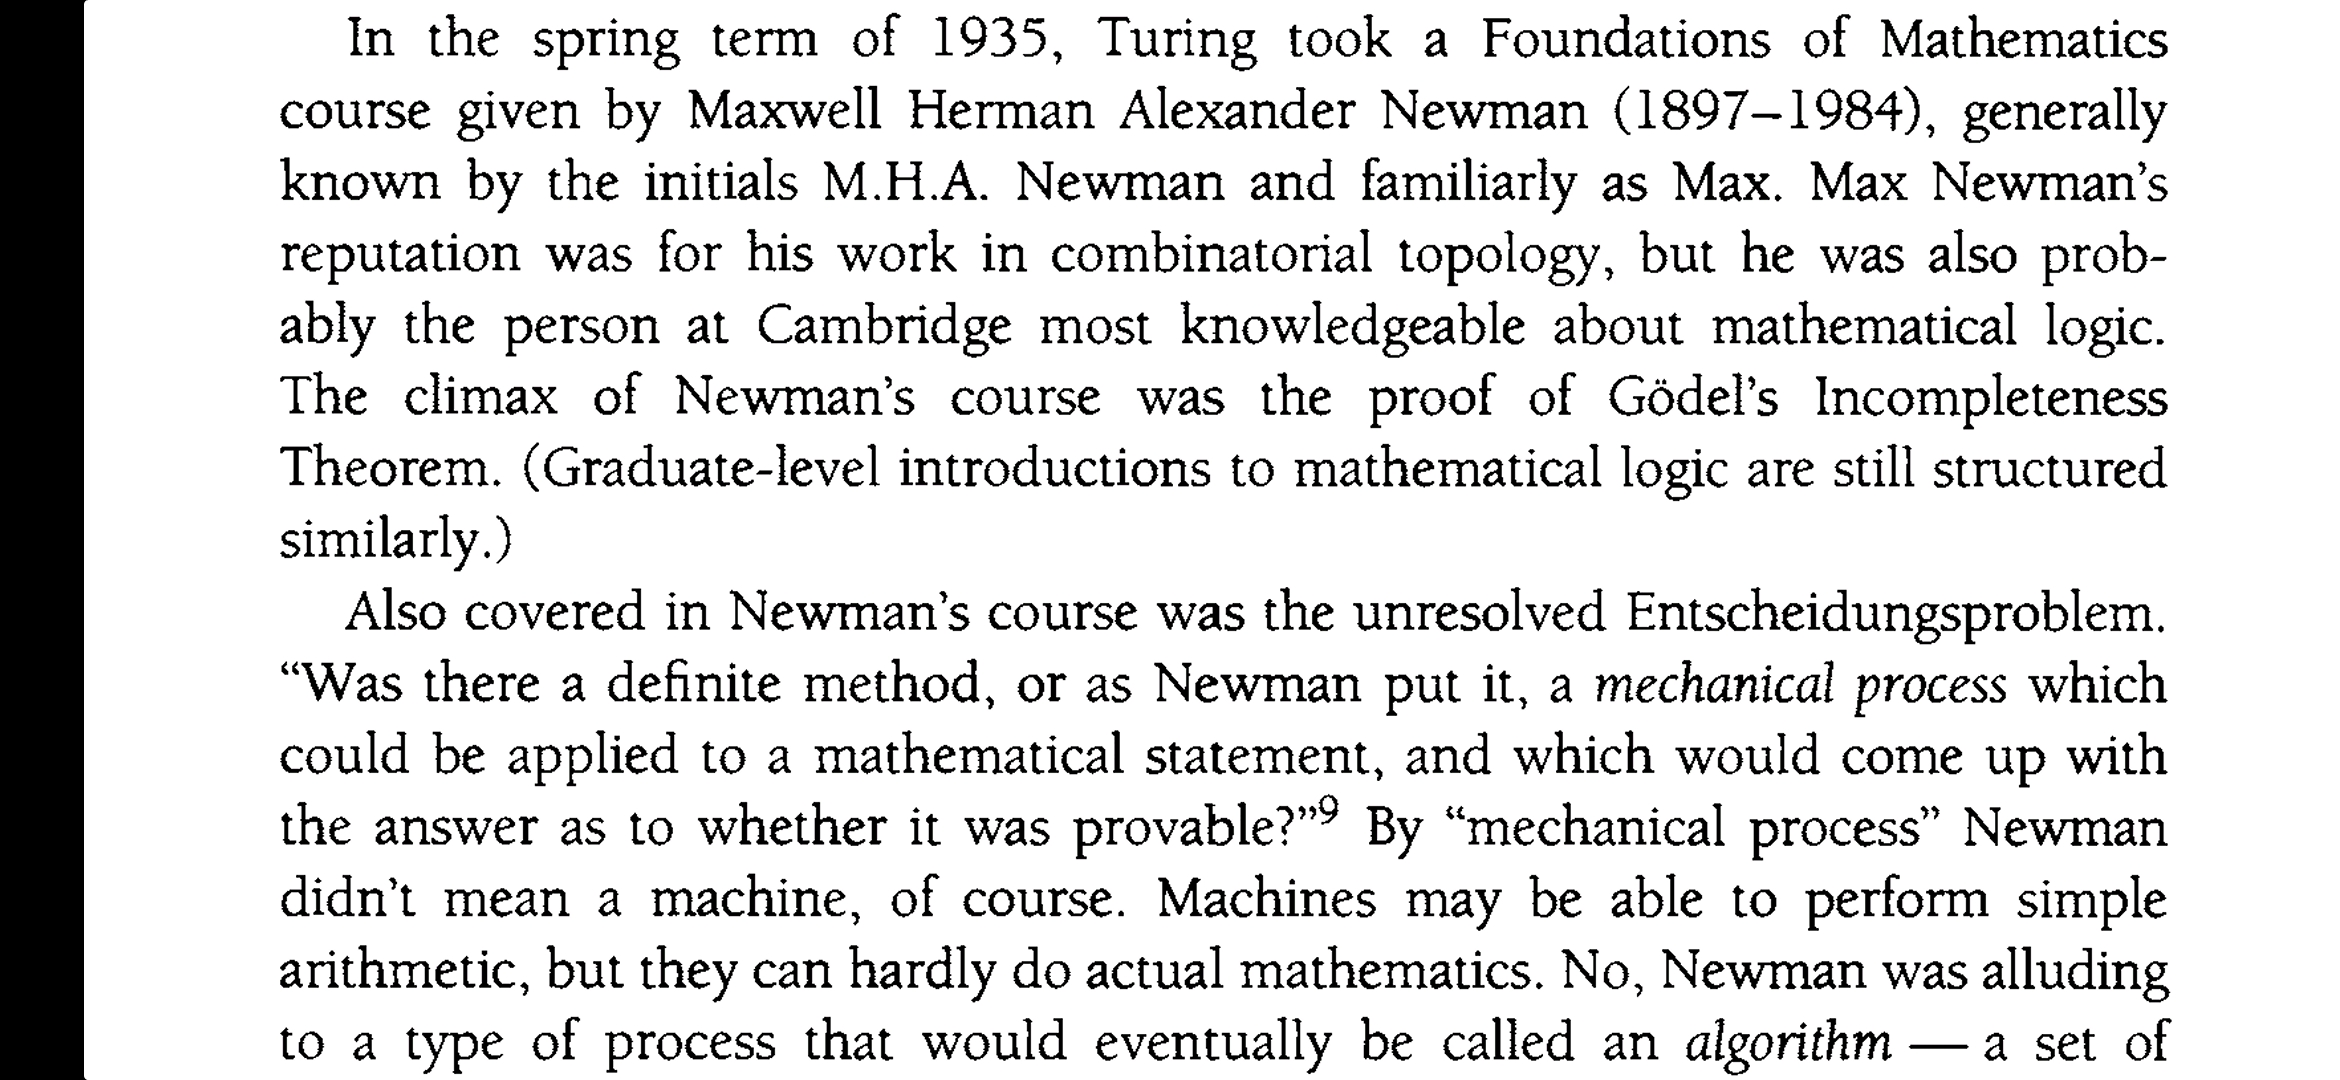 In the spring term of 1935, Turing took a Foundations of Mathematics
course given by Maxwell Herman Alexander Newman (1897–1984), generally
known by the initials M.H.A. Newman and familiarly as Max. Max Newman’s
reputation was for his work in combinatorial topology, but he was also prob-
ably the person at Cambridge most knowledgeable about mathematical logic.
The climax of Newman’s course was the proof of Gödel’s Incompleteness
Theorem. (Graduate-level introductions to mathematical logic are still structured
similarly.)
Also covered in Newman’s course was the unresolved Entscheidungsproblem.
“Was there a definite method, or as Newman put it, a mechanical process which
could be applied to a mathematical statement, and which would come up with
the answer as to whether it was provable?”⁹ By “mechanical process” Newman
didn’t mean a machine, of course. Machines may be able to perform simple
arithmetic, but they can hardly do actual mathematics. No, Newman was alluding
to a type of process that would eventually be called an algorithm — a set of